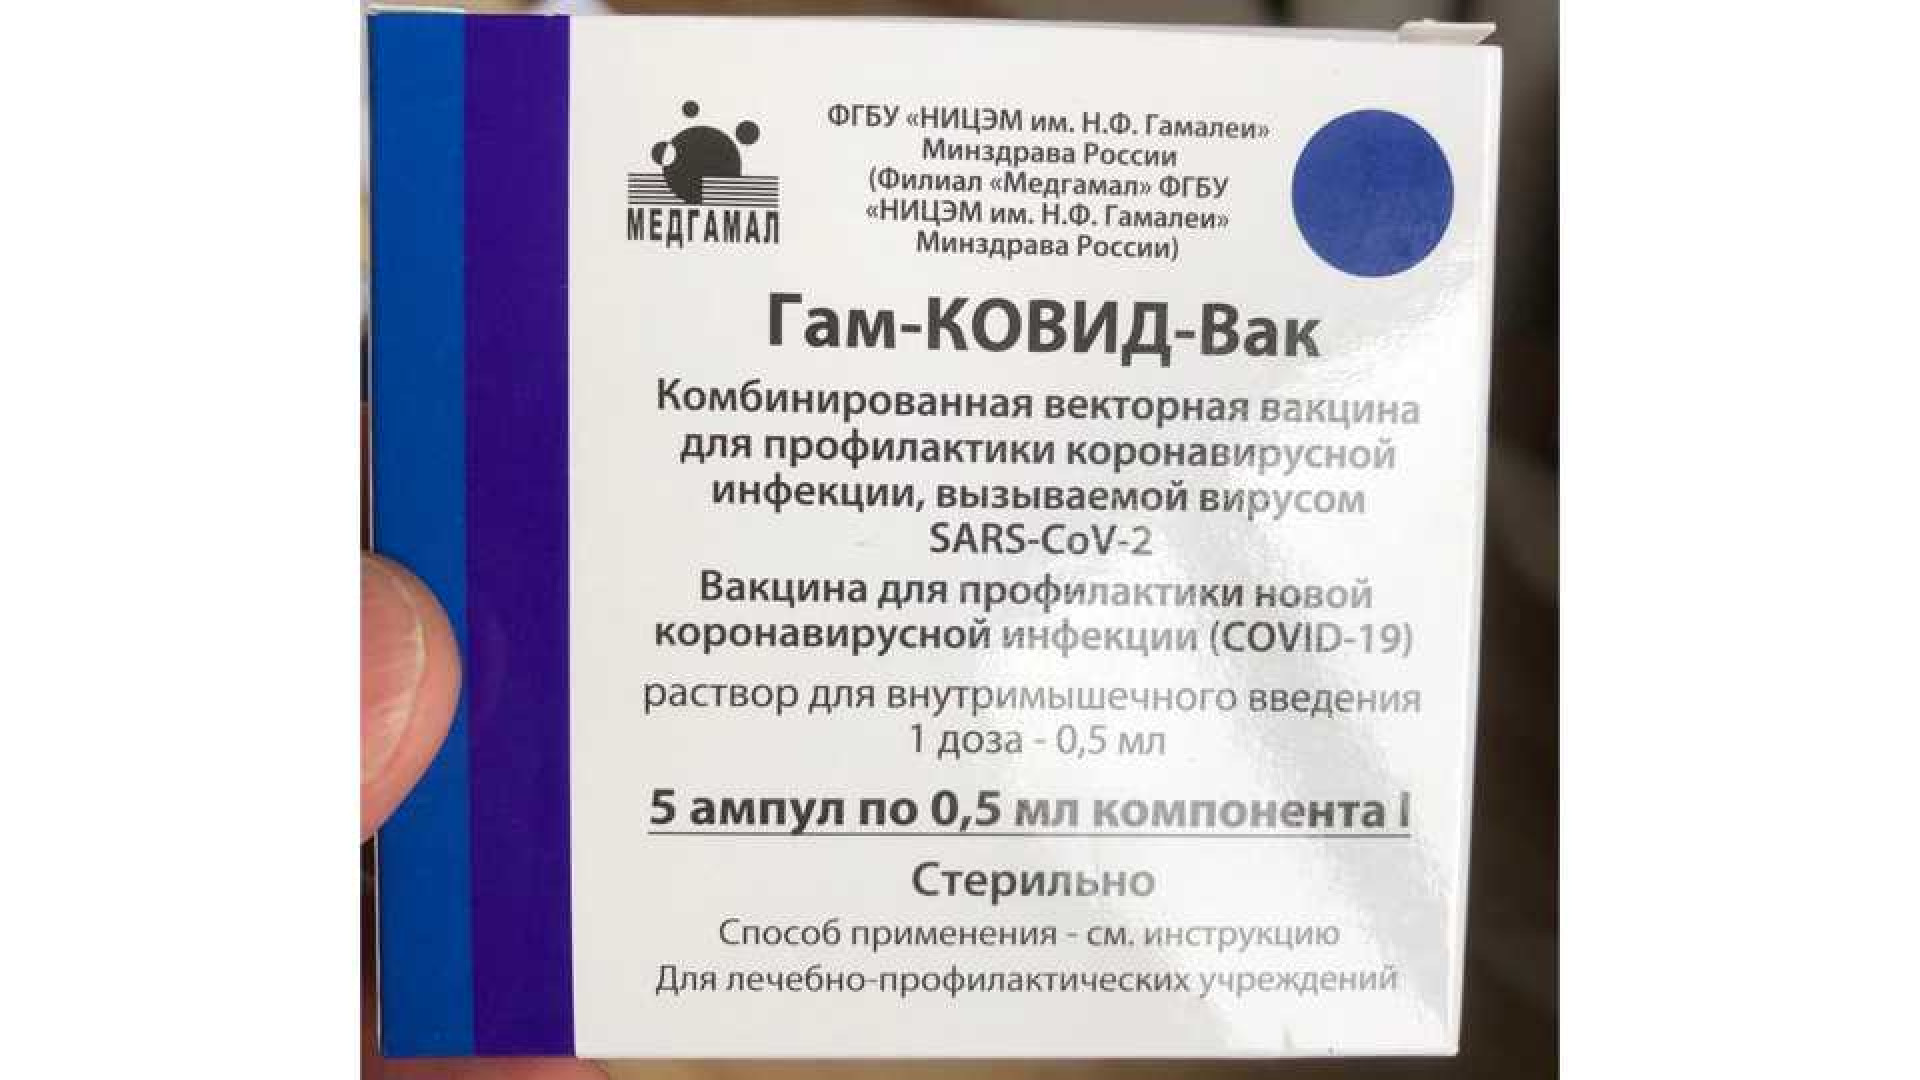 МЕДГАМАЛ
ФГБУ «НИЦЭМ им. Н.Ф. Гамалеи»
Минздрава России
(Филиал «Медгамал» ФГБУ
«НИЦЭМ им. Н.Ф. Гамалеи»
Минздрава России)
Гам-КОВИД-Вак
Комбинированная векторная вакцина
для профилактики коронавирусной
инфекции, вызываемой вирусом
SARS-CoV-2
Вакцина для профилактики новой
коронавирусной инфекции (COVID-19)
раствор для внутримышечного введения
1 доза - 0,5 мл
5 ампул по 0,5 мл компонента I
Стерильно
Способ применения - см. инструкцию
Для лечебно-профилактических учреждений